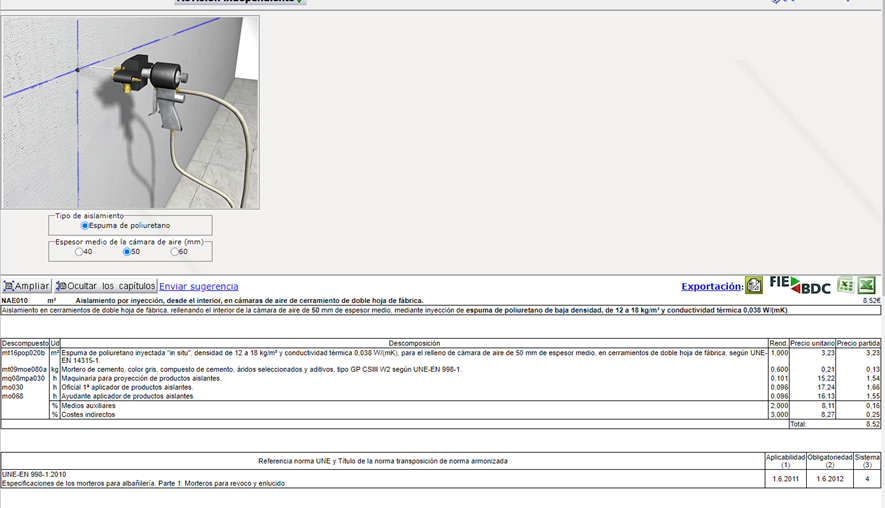 Revisión independiente
Tipo de aislamiento
Espuma de poliuretano
Espesor medio de la cámara de aire (mm)
40 50 60
Ampliar Ocultar los capítulos Enviar sugerencia Exportación: FIE BDC
NAE010 m² Aislamiento por inyección, desde el interior, en cámaras de aire de cerramiento de doble hoja de fábrica. 8.52€
Aislamiento en cerramientos de doble hoja de fábrica, rellenando el interior de la cámara de aire de 50 mm de espesor medio, mediante inyección de espuma de poliuretano de baja densidad, de 12 a 18 kg/m³ y conductividad térmica 0,038 W/(mK).
Descompuesto Ud Descomposición Rend. Precio unitario Precio partida
mt16pop020b m² Espuma de poliuretano inyectada "in situ", densidad de 12 a 18 kg/m³ y conductividad térmica 0,038 W/(mK), para el relleno de cámara de aire de 50 mm de espesor medio, en cerramientos de doble hoja de fábrica, según UNE- 1,000 3,23 3,23
EN 14315-1.
mt09moe080a kg Mortero de cemento, color gris, compuesto de cemento, áridos seleccionados y aditivos, tipo GP CSIII W2 según UNE-EN 998-1. 0.600 0,21 0,13
mq08mpa030 h Maquinaria para proyección de productos aislantes. 0.101 15,22 1.54
mo030 h Oficial 1ª aplicador de productos aislantes. 0.096 17,24 1.66
mo068 h Ayudante aplicador de productos aislantes. 0.096 16,13 1.55
% Medios auxiliares 2.000 8,11 0,16
% Costes indirectos 3.000 8,27 0,25
Total: 8.52
Referencia norma UNE y Título de la norma transposición de norma armonizada Aplicabilidad Obligatoriedad Sistema
(1) (2) (3)
UNE-EN 998-1:2010
Especificaciones de los morteros para albañilería. Parte 1: Morteros para revoco y enlucido. 1.6.2011 1.6.2012 4